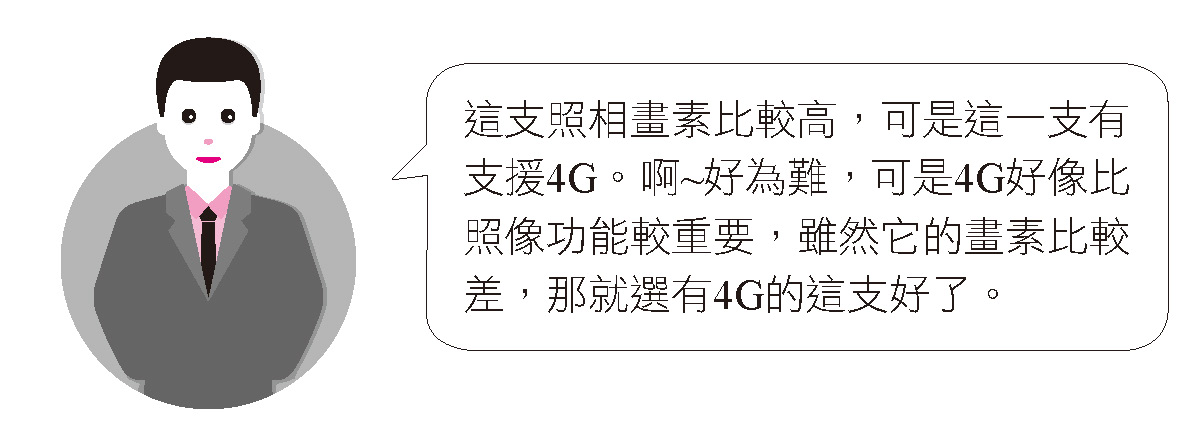 這支照相畫素比較高，可是這一支有
支援4G。啊~好為難，可是4G好像比
照像功能較重要，雖然它的畫素比較
差，那就選有4G的這支好了。